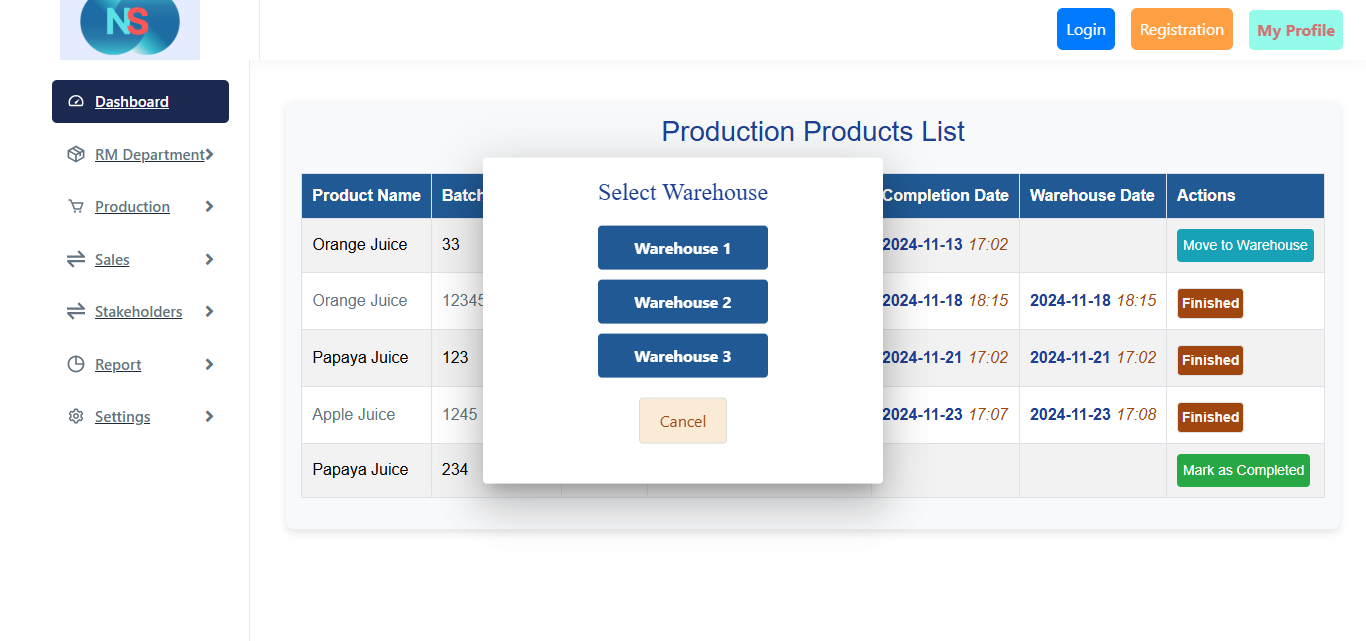 NS
Login
Registration
My Profile
Dashboard
RM Department
Production
Sales
Stakeholders
Report
Settings
Production Products List
Product Name Batch Completion Date Warehouse Date Actions
Orange Juice 33 2024-11-13 17:02 Move to Warehouse
Orange Juice 12345 2024-11-18 18:15 2024-11-18 18:15 Finished
Papaya Juice 123 2024-11-21 17:02 2024-11-21 17:02 Finished
Apple Juice 1245 2024-11-23 17:07 2024-11-23 17:08 Finished
Papaya Juice 234 Mark as Completed
Select Warehouse
Warehouse 1
Warehouse 2
Warehouse 3
Cancel